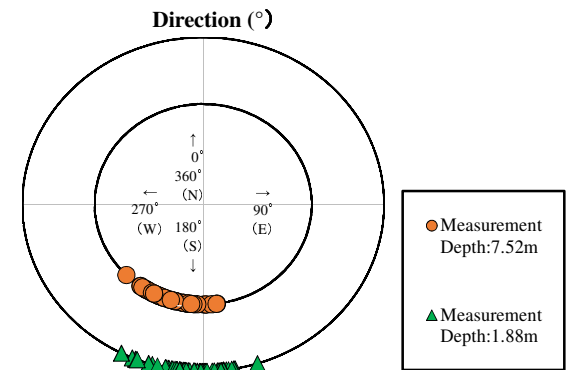 Direction (°)
↑
0°
360°
(N)
←
→
270°
90°
(W)
180°
(E)
(S)
↓
Measurement
Depth:7.52m
Measurement
Depth:1.88m